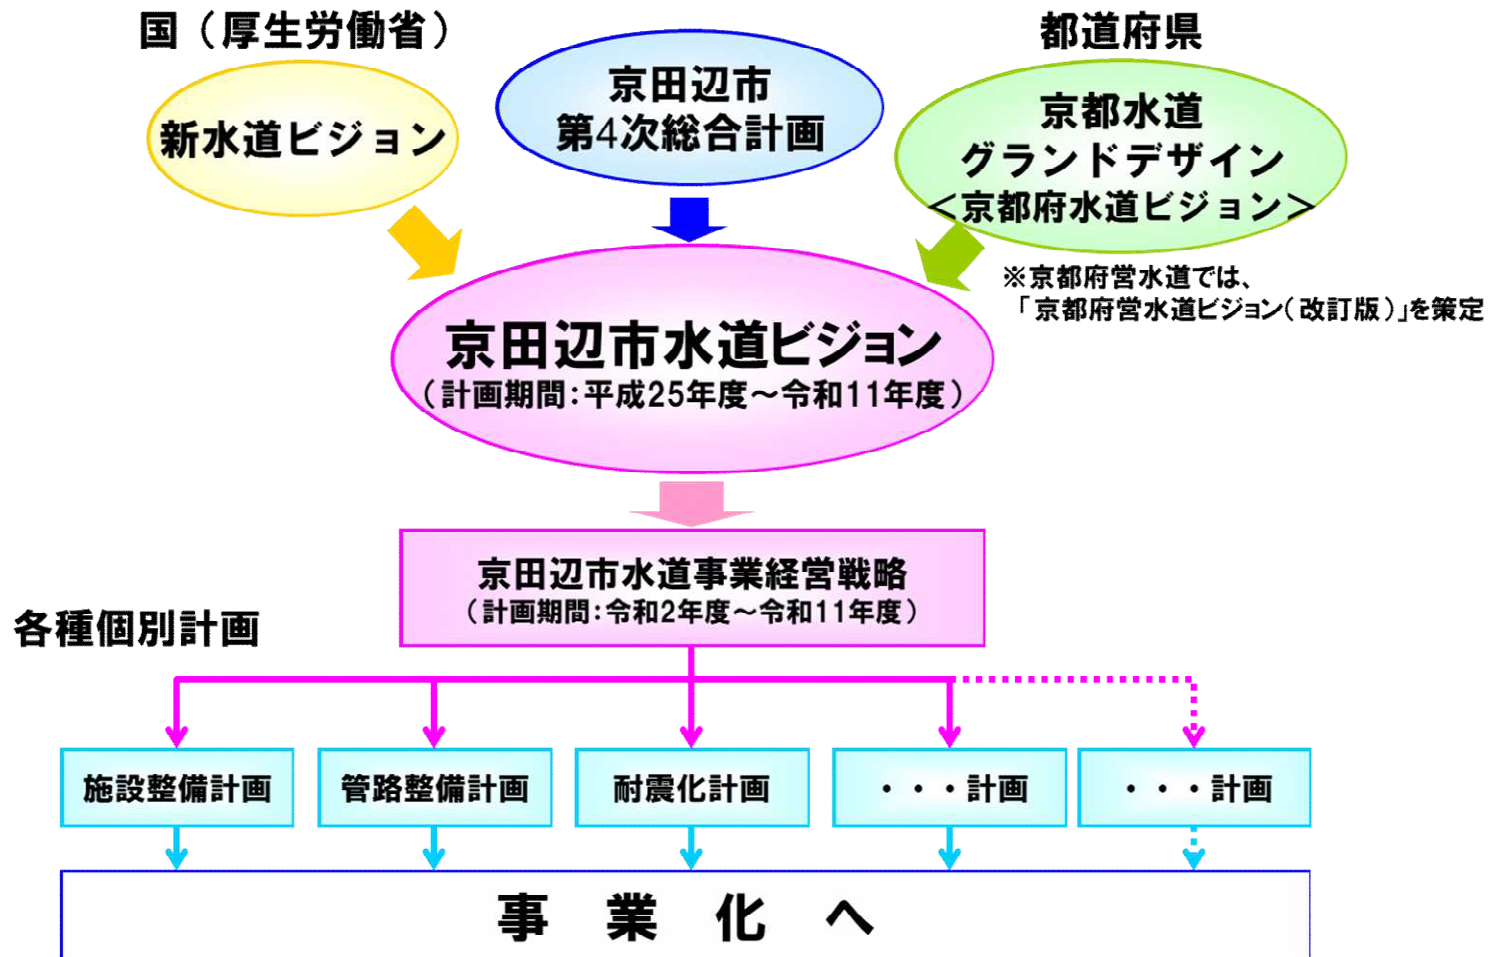 国（厚生労働省）
新水道ビジョン
京田辺市
第4次総合計画
都道府県
京都水道
グランドデザイン
＜京都府水道ビジョン＞
※京都府営水道では、
「京都府営水道ビジョン（改訂版）」を策定
京田辺市水道ビジョン
（計画期間：平成25年度～令和11年度）
京田辺市水道事業経営戦略
（計画期間：令和2年度～令和11年度）
各種個別計画
施設整備計画
管路整備計画
耐震化計画
・・・計画
・・・計画
事　業　化　へ